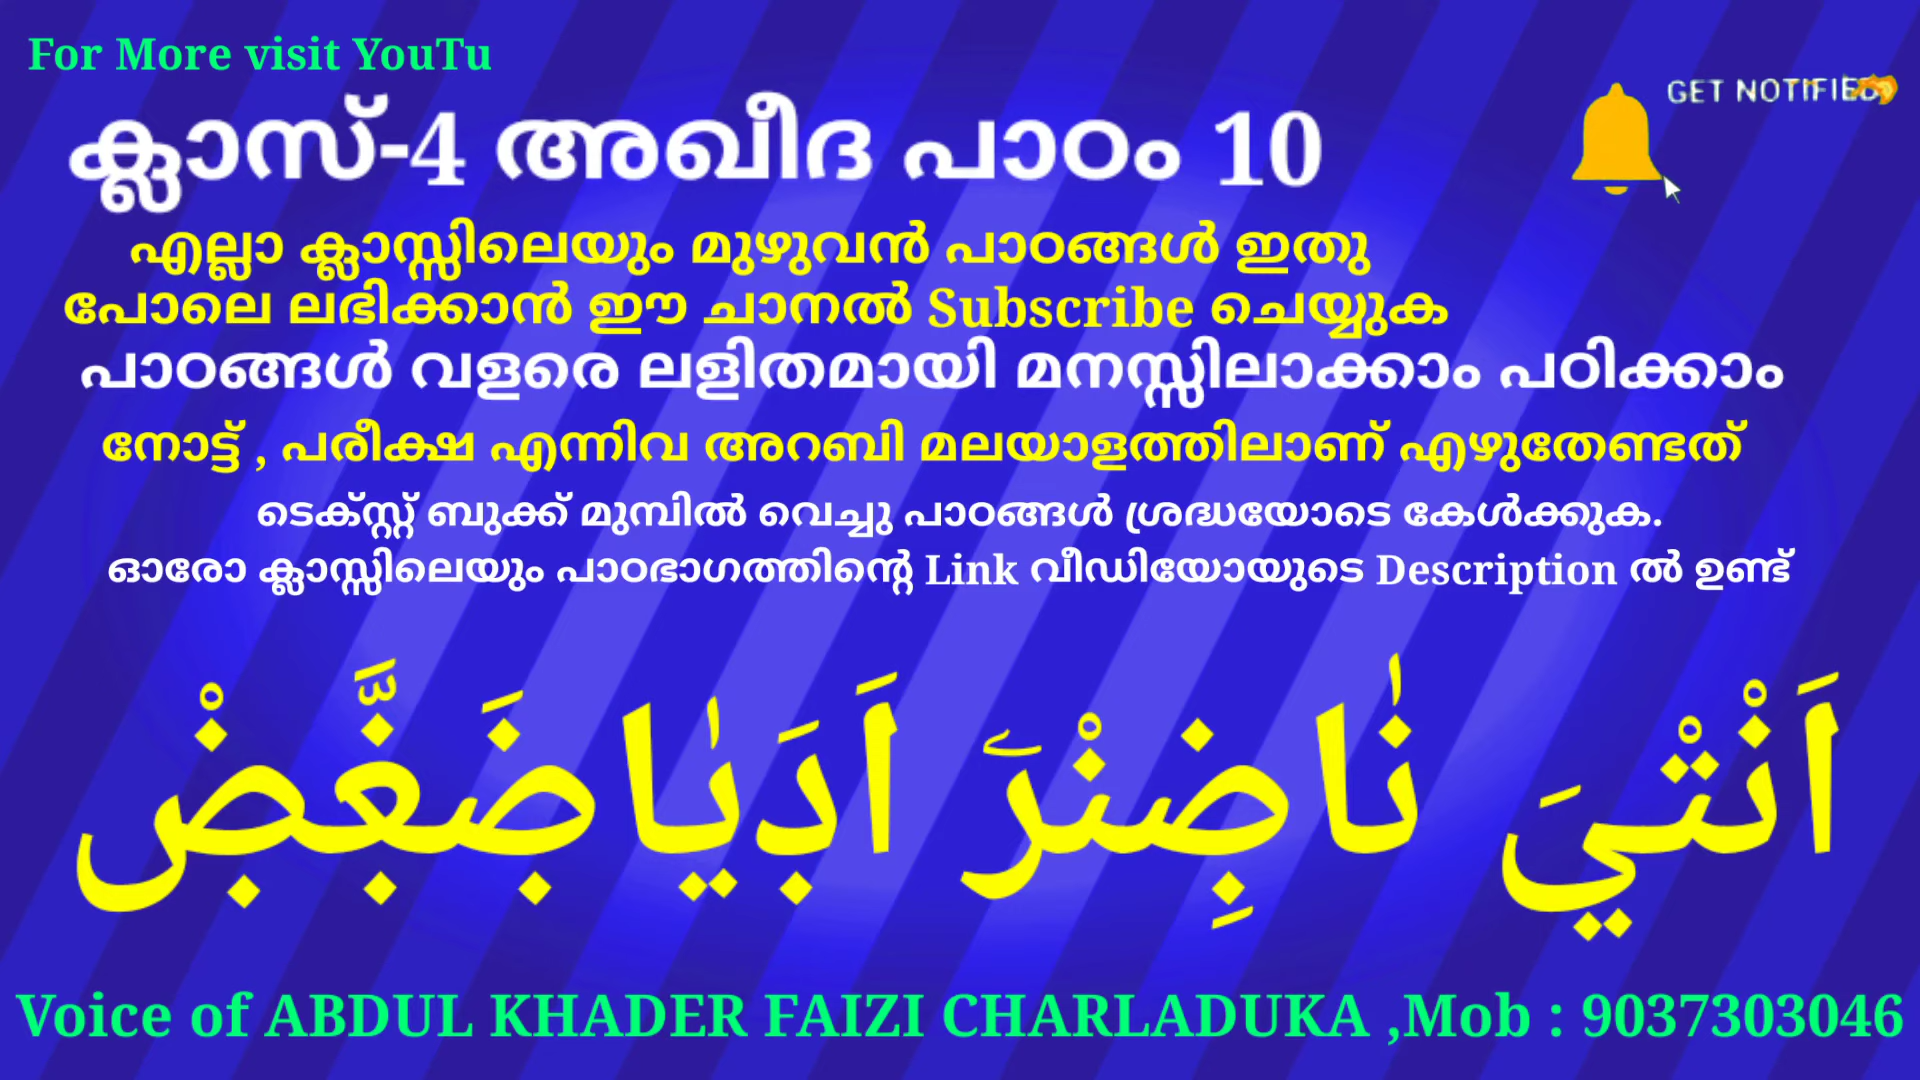 For More visit YouTu
GET NOTIFIED
ക്ലാസ്-4 അഖീദ പാഠം 10
എല്ലാ ക്ലാസ്സിലെയും മുഴുവൻ പാഠങ്ങൾ ഇതു
പോലെ ലഭിക്കാൻ ഈ ചാനൽ Subscribe ചെയ്യുക
പാഠങ്ങൾ വളരെ ലളിതമായി മനസ്സിലാക്കാം പഠിക്കാം
നോട്ട് , പരീക്ഷ എന്നിവ അറബി മലയാളത്തിലാണ് എഴുതേണ്ടത്
ടെക്സ്റ്റ് ബുക്ക് മുമ്പിൽ വെച്ചു പാഠങ്ങൾ ശ്രദ്ധയോടെ കേൾക്കുക.
ഓരോ ക്ലാസ്സിലെയും പാഠഭാഗത്തിന്റെ Link വീഡിയോയുടെ Description ൽ ഉണ്ട്
Voice of ABDUL KHADER FAIZI CHARLADUKA ,Mob : 9037303046